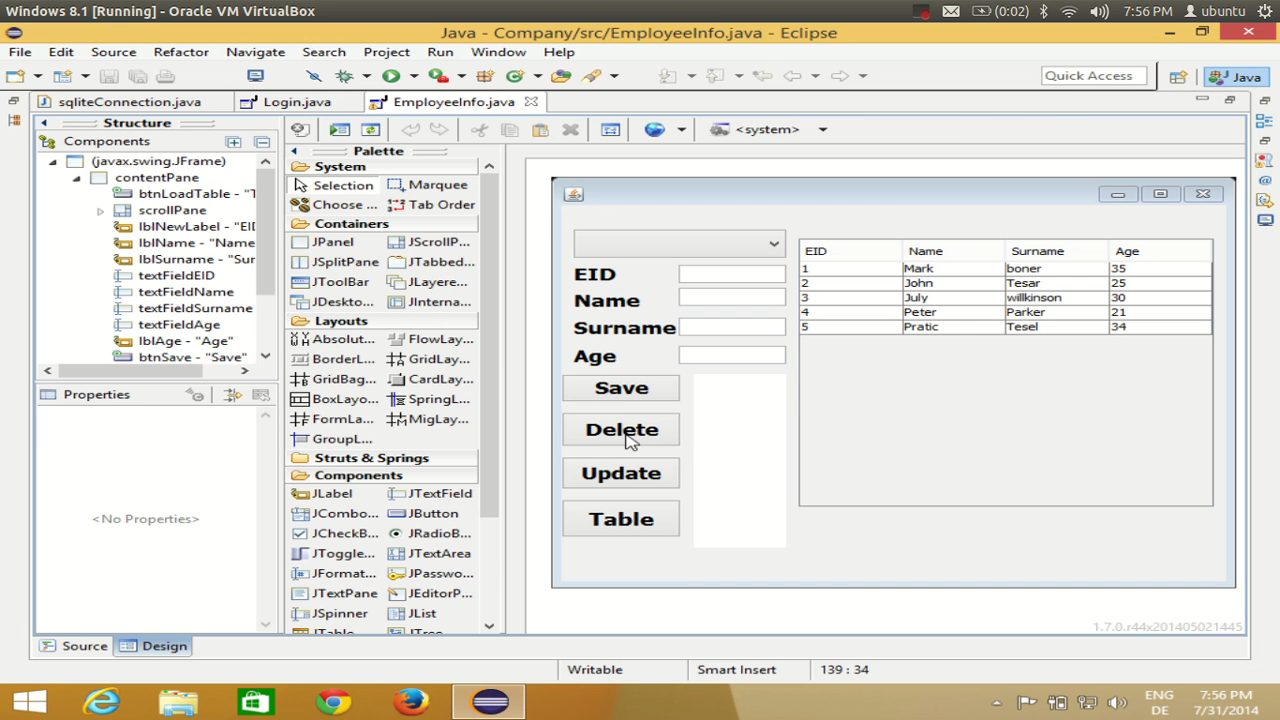 Windows 8.1 [Running] - Oracle VM VirtualBox
(0:02)
7:56 PM
ubuntu
Java - Company/src/EmployeeInfo.java - Eclipse
File Edit Source Refactor Navigate Search Project Run Window Help
Quick Access
Java
sqliteConnection.java
Login.java
EmployeeInfo.java
Structure
Components
(javax.swing.JFrame)
contentPane
btnLoadTable - "T
scrollPane
lblNewLabel - "EID
lblName - "Name
lblSurname - "Sur
textFieldEID
textFieldName
textFieldSurname
textFieldAge
lblAge - "Age"
btnSave - "Save"
Properties
<No Properties>
<system>
Palette
System
Selection Marquee
Choose ... Tab Order
Containers
JPanel JScrollP...
JSplitPane JTabbed...
JToolBar JLayere...
JDeskto... JInterna...
Layouts
Absolut... FlowLay...
BorderL... GridLay...
GridBag... CardLay...
BoxLayo... SpringL...
FormLa... MigLay...
GroupL...
Struts & Springs
Components
JLabel JTextField
JCombo... JButton
JCheckB... JRadioB...
JToggle... JTextArea
JFormat... JPasswo...
JTextPane JEditorP...
JSpinner JList
JTable JTree
EID
Name
Surname
Age
Save
Delete
Update
Table
EID Name Surname Age
1 Mark boner 35
2 John Tesar 25
3 July willkinson 30
4 Peter Parker 21
5 Pratic Tesel 34
1.7.0.r44x201405021445
Source Design
Writable Smart Insert 139 : 34
ENG 7:56 PM
DE 7/31/2014